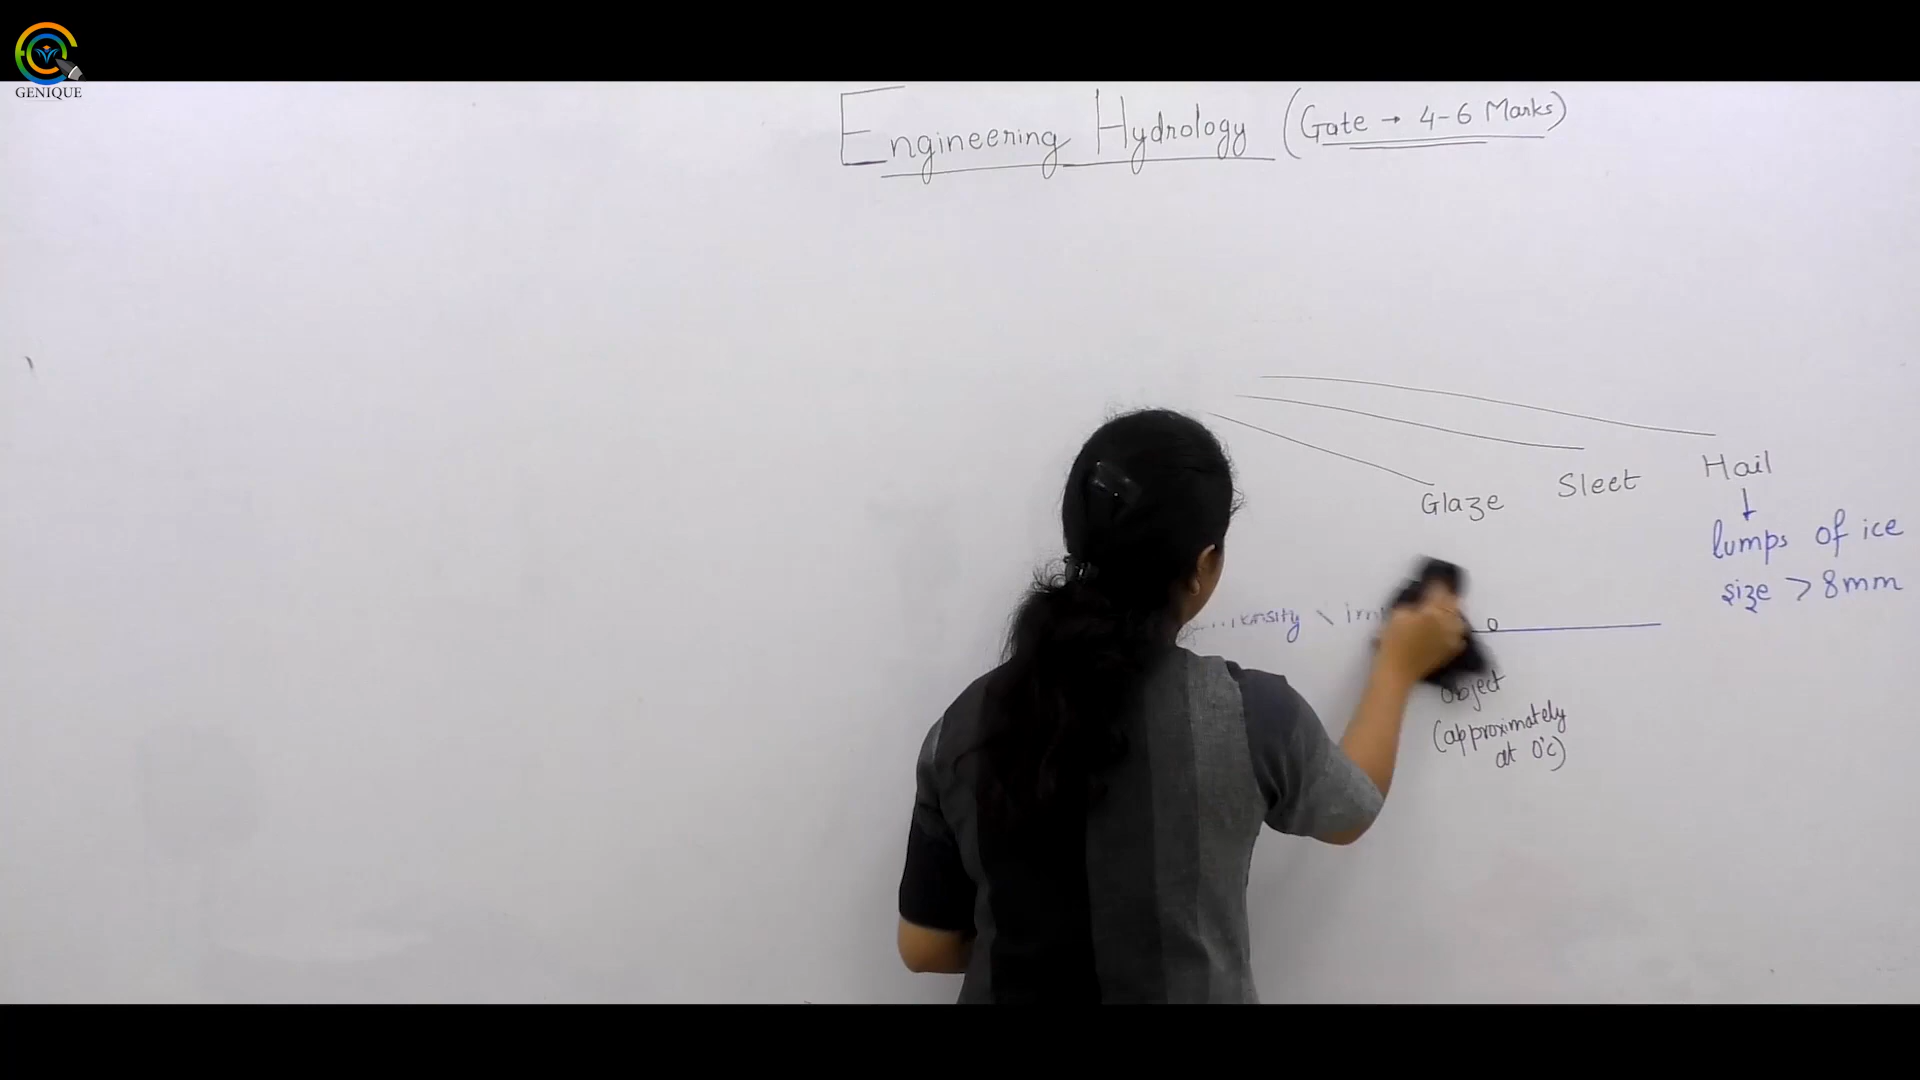 GENIQUE
Engineering Hydrology (Gate → 4-6 Marks)
Hail
Sleet
Glaze
lumps of ice
size > 8mm
object
(approximately
at 0°C)